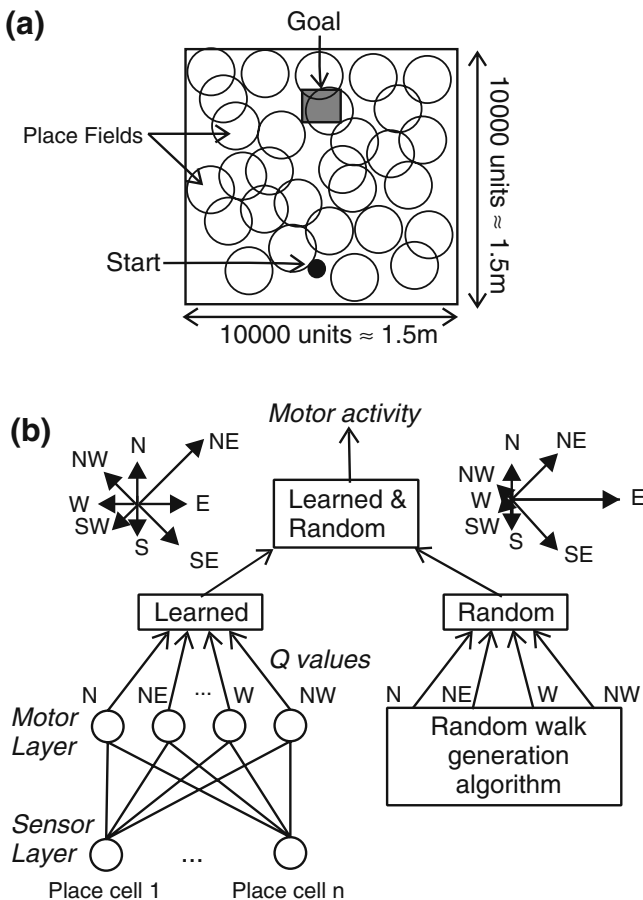 (a)
Goal
Place Fields
Start
10000 units ≈ 1.5m
10000 units ≈ 1.5m
(b)
Motor activity
N
NE
E
SE
S
SW
W
NW
Learned &
Random
N
NE
E
SE
S
SW
W
NW
Learned
Random
Q values
N
NE
...
W
NW
N
NE
W
NW
Motor
Layer
Random walk
generation
algorithm
Sensor
Layer
...
Place cell 1
Place cell n